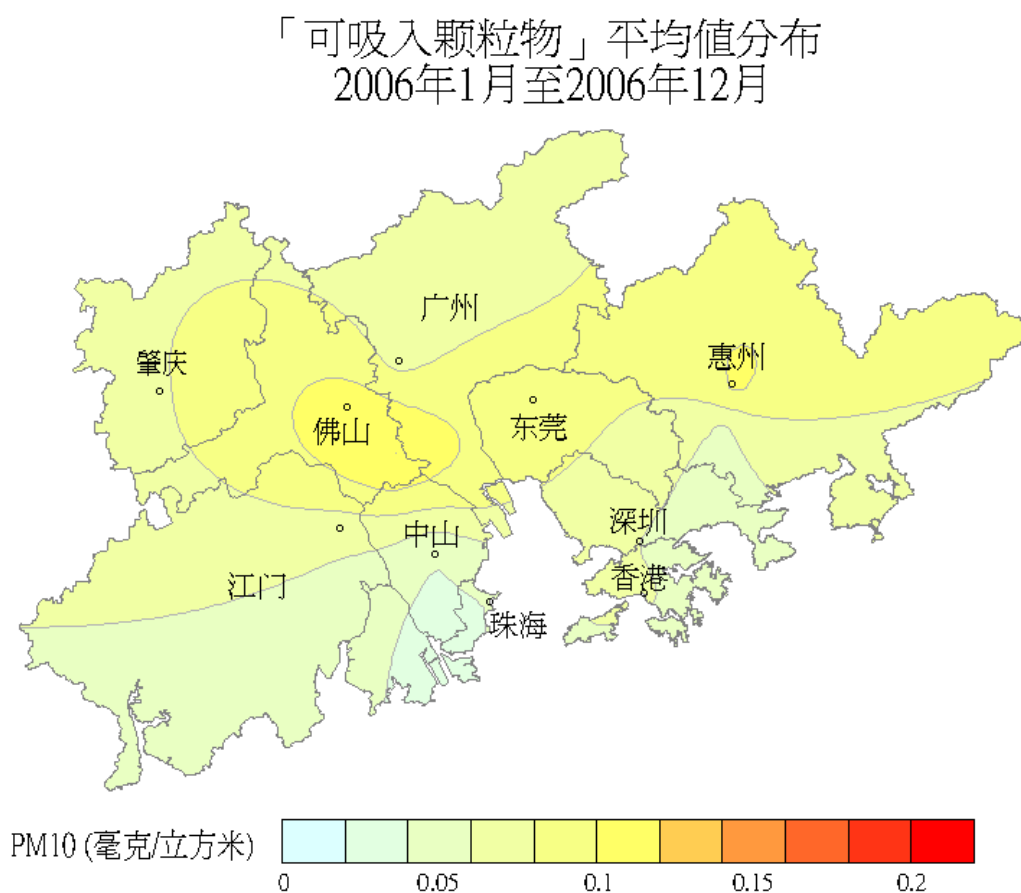 「可吸入颗粒物」平均值分布
2006年1月至2006年12月
广州
肇庆
惠州
佛山
东莞
中山
深圳
江门
香港
珠海
PM10 (毫克/立方米)
0 0.05 0.1 0.15 0.2